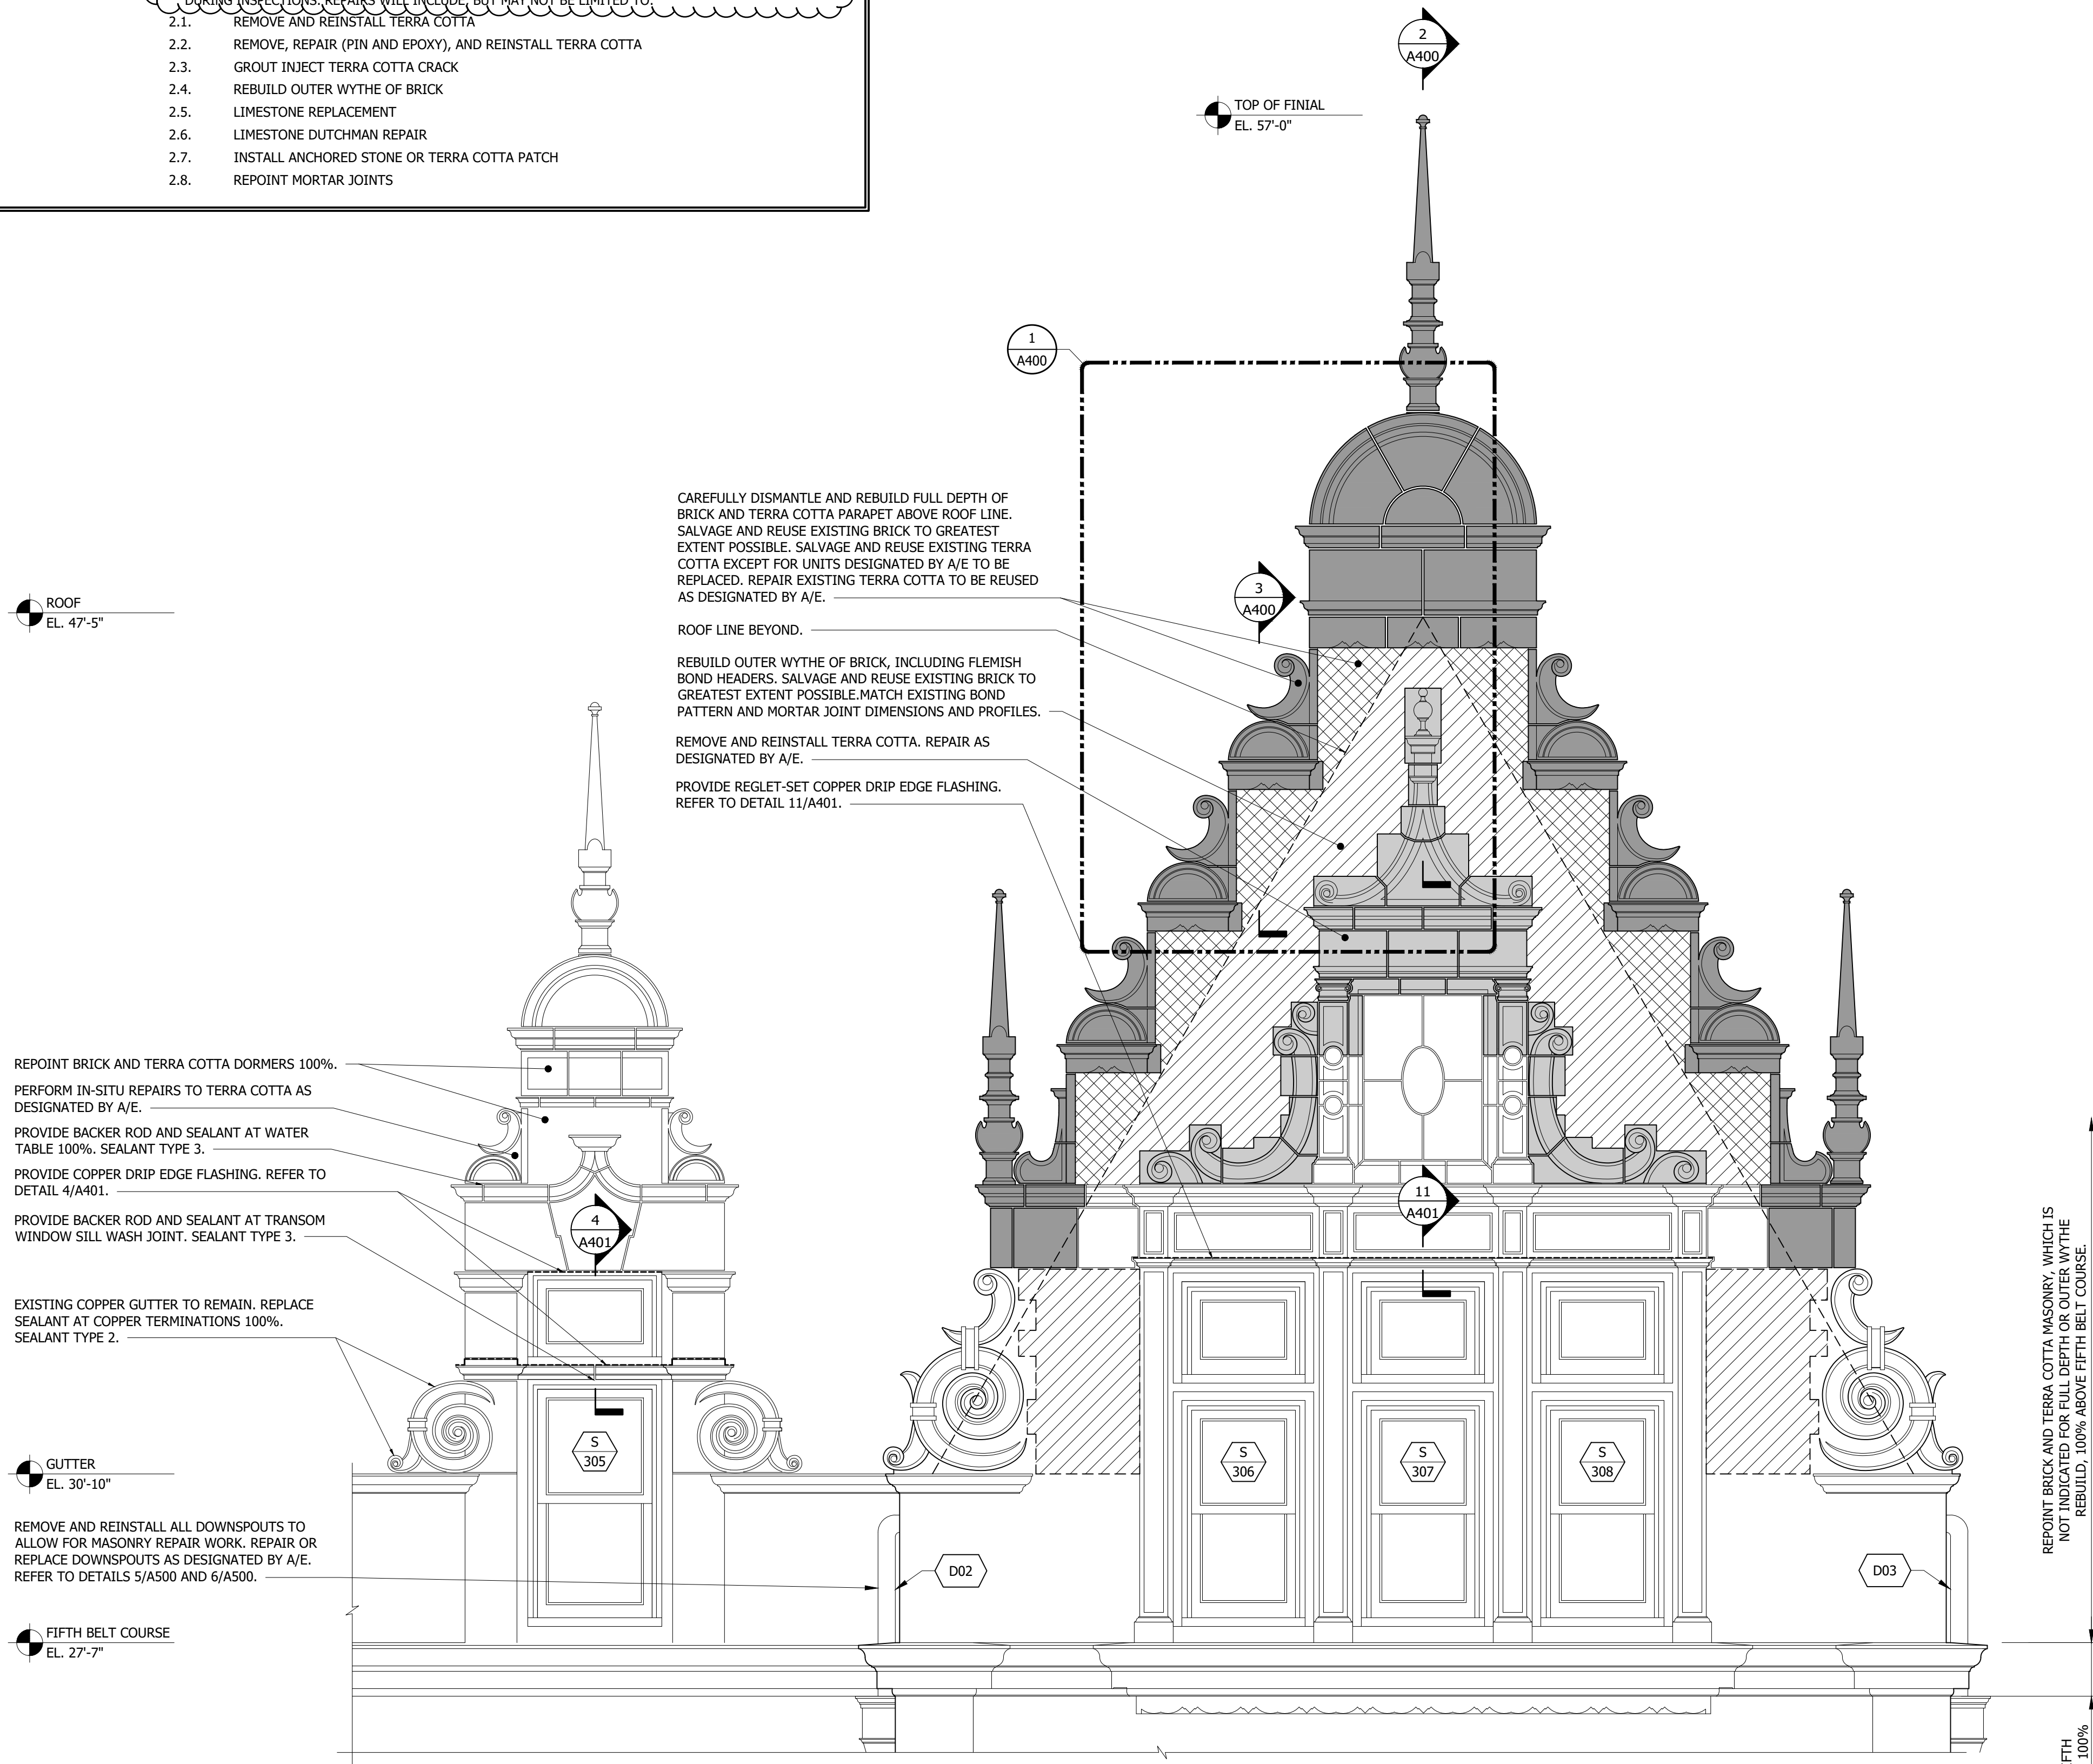 DURING INSPECTIONS. REPAIRS WILL INCLUDE, BUT MAY NOT BE LIMITED TO:
2.1. REMOVE AND REINSTALL TERRA COTTA
2.2. REMOVE, REPAIR (PIN AND EPOXY), AND REINSTALL TERRA COTTA
2.3. GROUT INJECT TERRA COTTA CRACK
2.4. REBUILD OUTER WYTHE OF BRICK
2.5. LIMESTONE REPLACEMENT
2.6. LIMESTONE DUTCHMAN REPAIR
2.7. INSTALL ANCHORED STONE OR TERRA COTTA PATCH
2.8. REPOINT MORTAR JOINTS
2
A400
TOP OF FINIAL
EL. 57'-0"
1
A400
CAREFULLY DISMANTLE AND REBUILD FULL DEPTH OF
BRICK AND TERRA COTTA PARAPET ABOVE ROOF LINE.
SALVAGE AND REUSE EXISTING BRICK TO GREATEST
EXTENT POSSIBLE. SALVAGE AND REUSE EXISTING TERRA
COTTA EXCEPT FOR UNITS DESIGNATED BY A/E TO BE
REPLACED. REPAIR EXISTING TERRA COTTA TO BE REUSED
AS DESIGNATED BY A/E.
3
A400
ROOF
EL. 47'-5"
ROOF LINE BEYOND.
REBUILD OUTER WYTHE OF BRICK, INCLUDING FLEMISH
BOND HEADERS. SALVAGE AND REUSE EXISTING BRICK TO
GREATEST EXTENT POSSIBLE.MATCH EXISTING BOND
PATTERN AND MORTAR JOINT DIMENSIONS AND PROFILES.
REMOVE AND REINSTALL TERRA COTTA. REPAIR AS
DESIGNATED BY A/E.
PROVIDE REGLET-SET COPPER DRIP EDGE FLASHING.
REFER TO DETAIL 11/A401.
REPOINT BRICK AND TERRA COTTA DORMERS 100%.
PERFORM IN-SITU REPAIRS TO TERRA COTTA AS
DESIGNATED BY A/E.
PROVIDE BACKER ROD AND SEALANT AT WATER
TABLE 100%. SEALANT TYPE 3.
PROVIDE COPPER DRIP EDGE FLASHING. REFER TO
DETAIL 4/A401.
PROVIDE BACKER ROD AND SEALANT AT TRANSOM
WINDOW SILL WASH JOINT. SEALANT TYPE 3.
4
A401
11
A401
EXISTING COPPER GUTTER TO REMAIN. REPLACE
SEALANT AT COPPER TERMINATIONS 100%.
SEALANT TYPE 2.
S
305
S
306
S
307
S
308
GUTTER
EL. 30'-10"
REMOVE AND REINSTALL ALL DOWNSPOUTS TO
ALLOW FOR MASONRY REPAIR WORK. REPAIR OR
REPLACE DOWNSPOUTS AS DESIGNATED BY A/E.
REFER TO DETAILS 5/A500 AND 6/A500.
D02
D03
FIFTH BELT COURSE
EL. 27'-7"
REPOINT BRICK AND TERRA COTTA MASONRY, WHICH IS
NOT INDICATED FOR FULL DEPTH OR OUTER WYTHE
REBUILD, 100% ABOVE FIFTH BELT COURSE.
FTH
100%